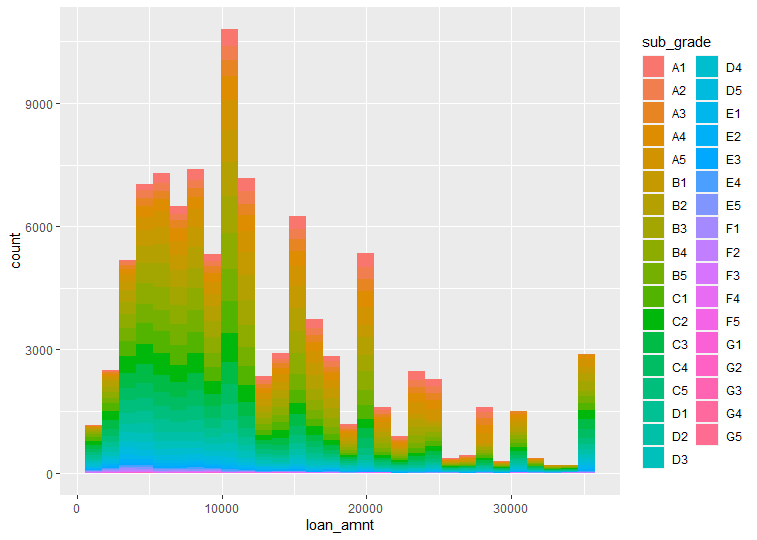 sub_grade
A1 D4
A2 D5
A3 E1
A4 E2
A5 E3
B1 E4
B2 E5
B3 F1
B4 F2
B5 F3
C1 F4
C2 F5
C3 G1
C4 G2
C5 G3
D1 G4
D2 G5
D3
count
9000
6000
3000
0
0 10000 20000 30000
loan_amnt